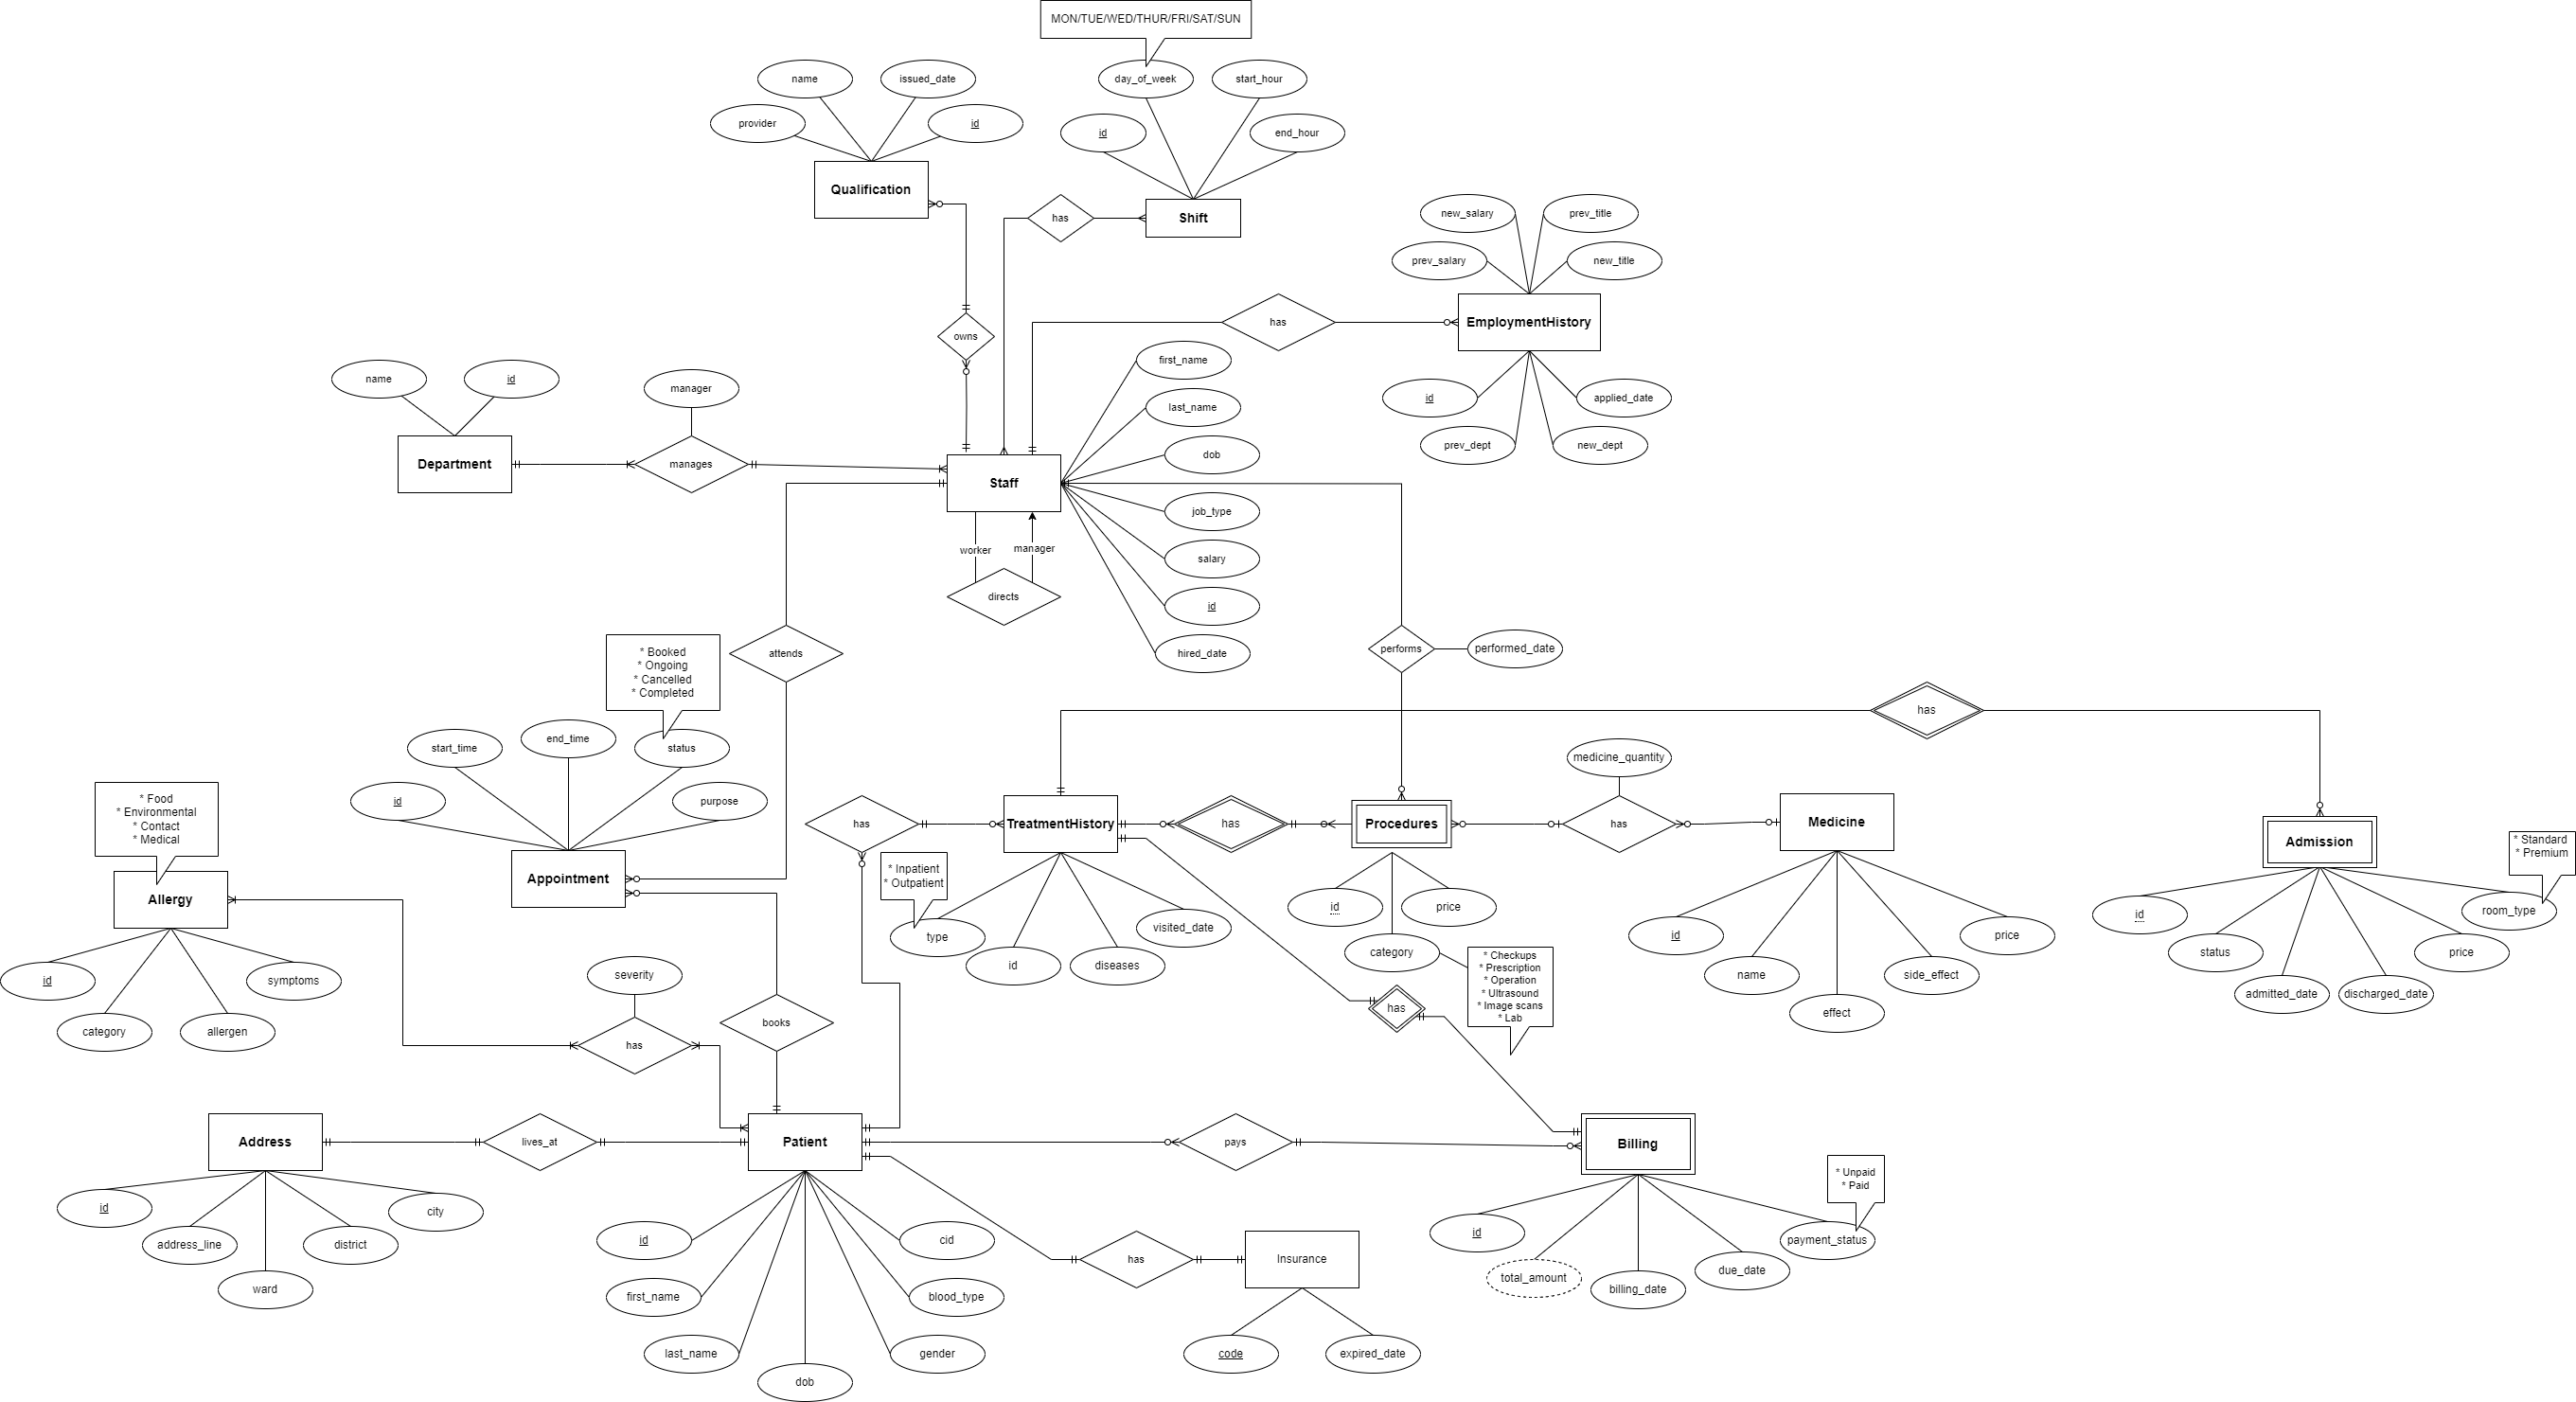 MON/TUE/WED/THUR/FRI/SAT/SUN
name
issued_date
day_of_week
start_hour
provider
id
id
end_hour
Qualification
has
Shift
new_salary
prev_title
prev_salary
new_title
has
EmploymentHistory
owns
first_name
name
id
manager
id
applied_date
last_name
prev_dept
new_dept
Department
manages
dob
Staff
job_type
worker
manager
salary
directs
id
* Booked
* Ongoing
* Cancelled
* Completed
attends
hired_date
performs
performed_date
has
start_time
end_time
status
medicine_quantity
* Food
* Environmental
* Contact
* Medical
id
purpose
has
TreatmentHistory
has
Procedures
has
Medicine
Admission
* Standard
* Premium
* Inpatient
* Outpatient
Appointment
Allergy
type
id
diseases
visited_date
id
price
category
id
name
effect
side_effect
price
id
status
admitted_date
discharged_date
price
room_type
* Checkups
* Prescription
* Operation
* Ultrasound
* Image scans
* Lab
id
category
allergen
symptoms
severity
has
books
has
Address
lives_at
Patient
pays
Billing
* Unpaid
* Paid
id
address_line
ward
district
city
id
first_name
last_name
dob
gender
blood_type
cid
has
Insurance
code
expired_date
id
total_amount
billing_date
due_date
payment_status